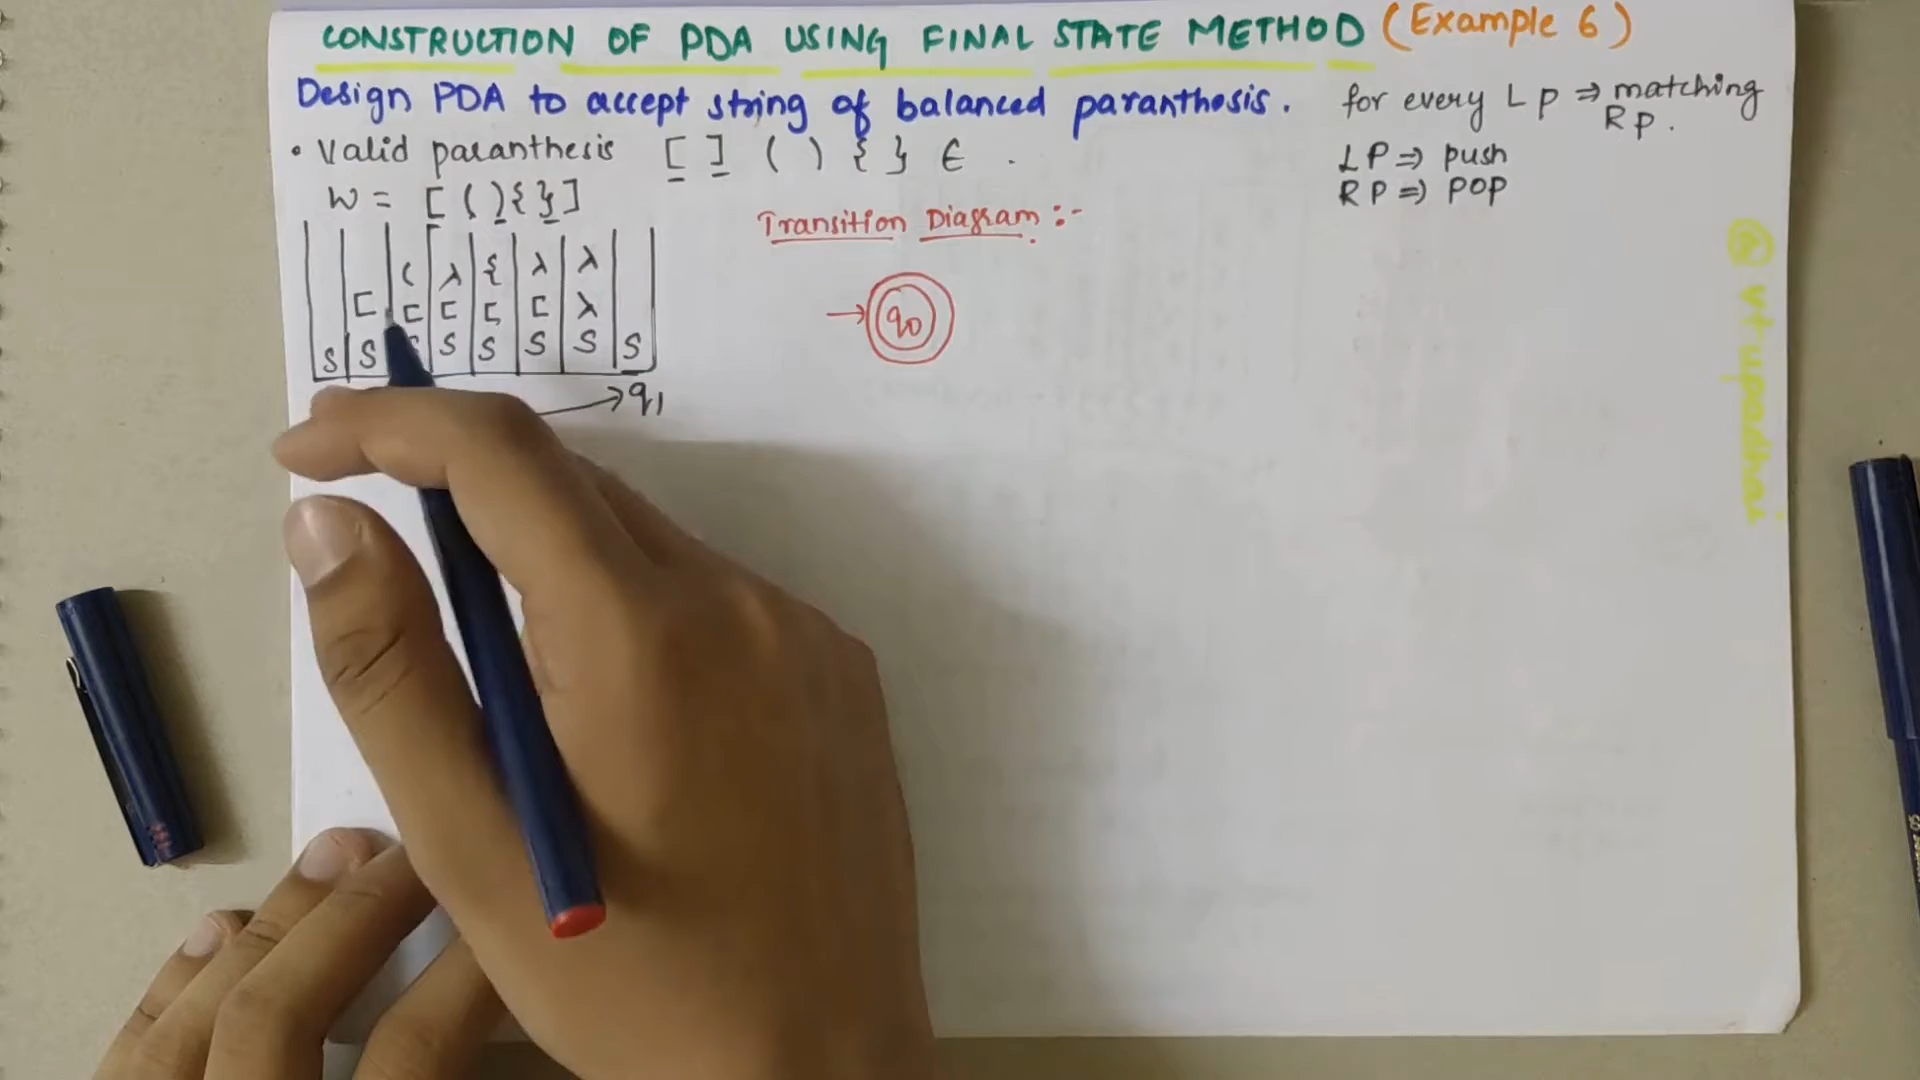 CONSTRUCTION OF PDA USING FINAL STATE METHOD (Example 6)
Design PDA to accept string of balanced paranthesis.
• Valid paranthesis [ ] ( ) { } ϵ .
W = [ ( ) { } ]
( λ { λ λ
[ [ [ [ [ λ
S S S S S S S
→ q1
Transition Diagram :-
→ q0
for every LP ⇒ matching
RP.
LP ⇒ push
RP ⇒ POP
@vtupadhai